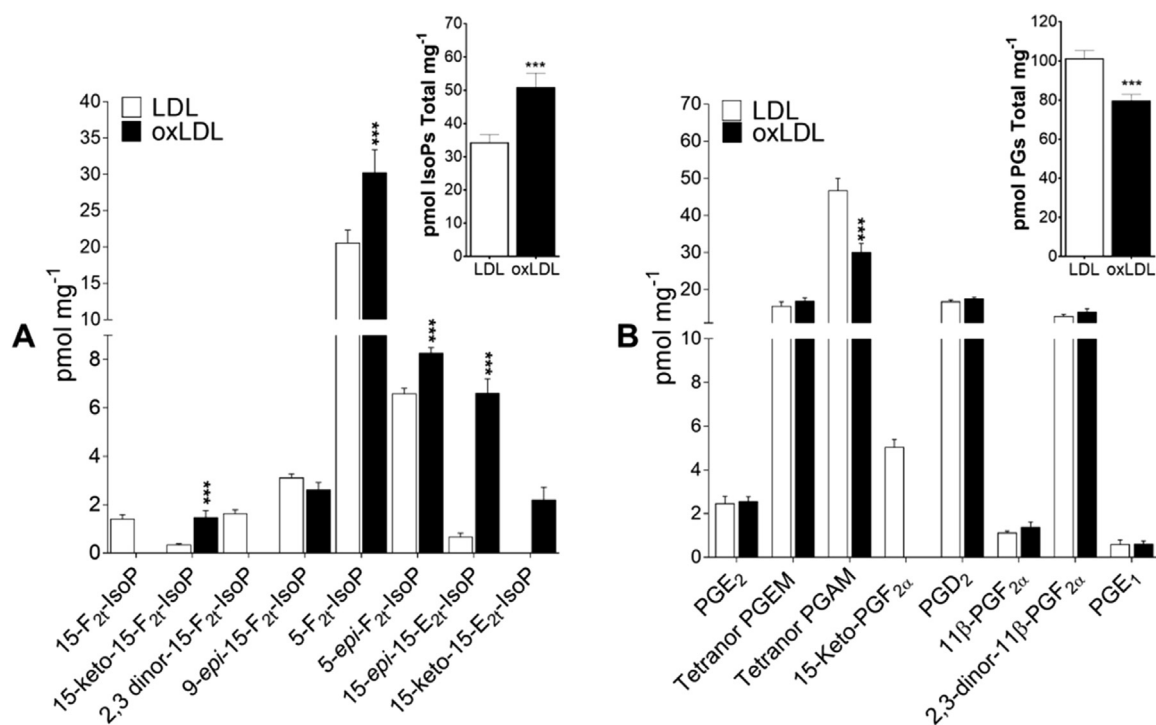 A
pmol mg-1
40
35
30
25
20
15
10
8
6
4
2
0
LDL
oxLDL
***
***
***
***
15-F2t-IsoP
15-keto-15-F2t-IsoP
2,3 dinor-15-F2t-IsoP
9-epi-15-F2t-IsoP
5-F2t-IsoP
5-epi-F2t-IsoP
15-epi-15-E2t-IsoP
15-keto-15-E2t-IsoP
pmol IsoPs Total mg-1
70
60
50
40
30
20
10
0
***
LDL oxLDL
B
pmol mg-1
70
60
50
40
30
20
10
8
6
4
2
0
LDL
oxLDL
***
PGE2
Tetranor PGEM
Tetranor PGAM
15-Keto-PGF2α
PGD2
11β-PGF2α
2,3-dinor-11β-PGF2α
PGE1
pmol PGs Total mg-1
120
100
80
60
40
20
0
***
LDL oxLDL